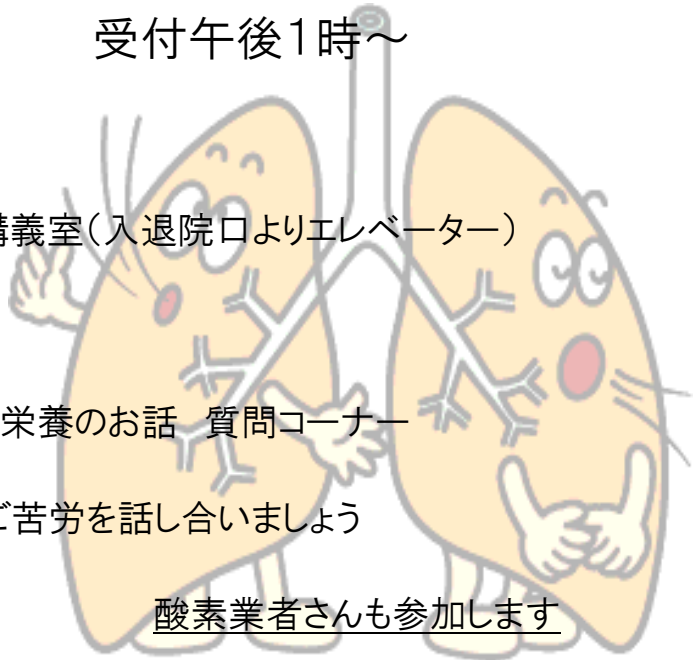 受付午後1時～
講義室（入退院口よりエレベーター）
栄養のお話　質問コーナー
ご苦労を話し合いましょう
酸素業者さんも参加します